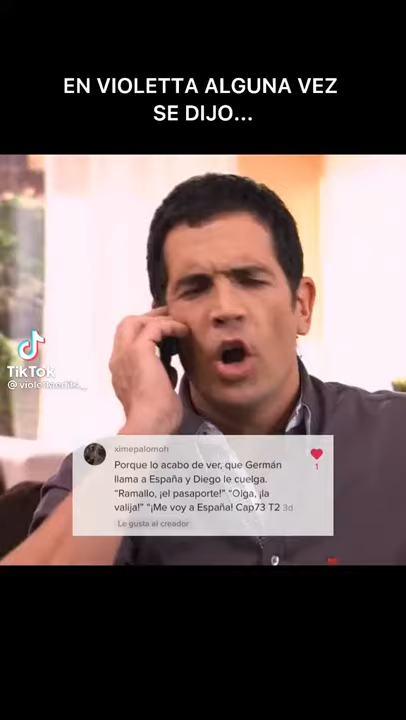 EN VIOLETTA ALGUNA VEZ
SE DIJO...
TikTok
@violettaedits._
ximepalomoh
Porque lo acabo de ver, que Germán
llama a España y Diego le cuelga.
“Ramallo, ¡el pasaporte!” “Olga, ¡la
valija!” “¡Me voy a España! Cap73 T2 3d
1
Le gusta al creador